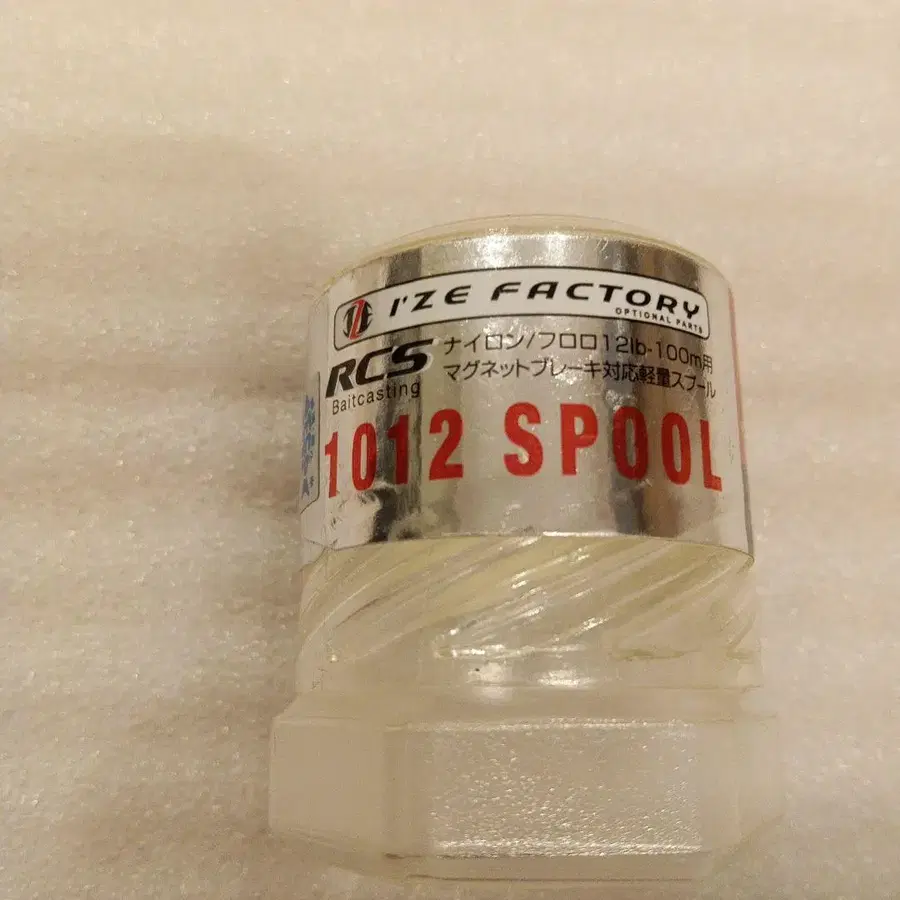 I'ZE FACTORY
OPTIONAL PARTS
RCS
Baitcasting
ナイロン/フロロ12lb-100m用
マグネットブレーキ対応軽量スプール
1012 SPOOL